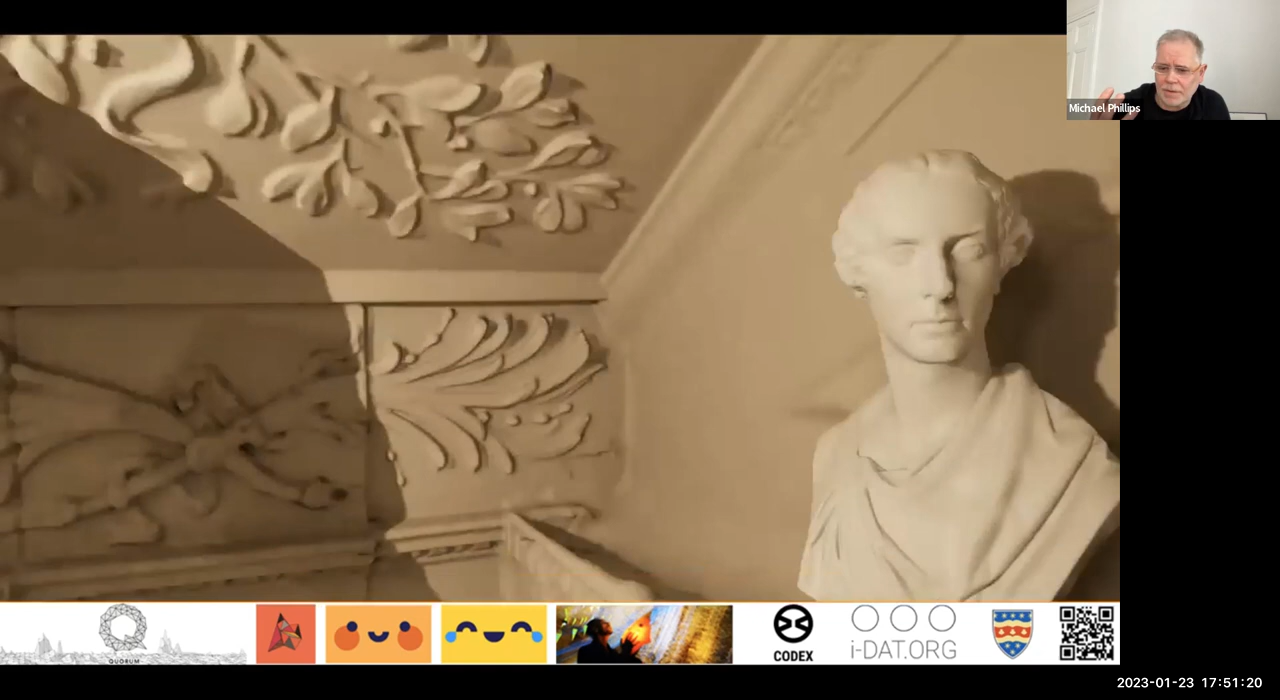 Michael Phillips
QUORUM
CODEX
i-DAT.ORG
2023-01-23 17:51:20